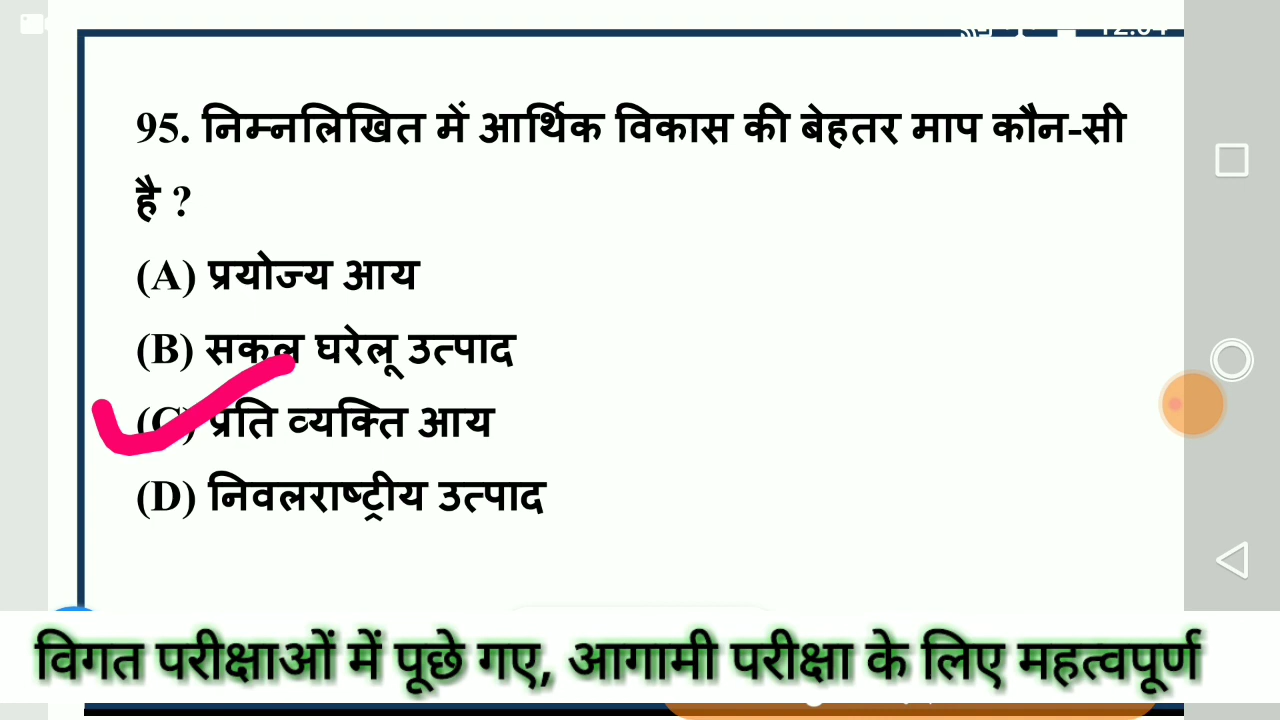 95. निम्नलिखित में आर्थिक विकास की बेहतर माप कौन-सी
है ?
(A) प्रयोज्य आय
(B) सकल घरेलू उत्पाद
(C) प्रति व्यक्ति आय
(D) निवलराष्ट्रीय उत्पाद
विगत परीक्षाओं में पूछे गए, आगामी परीक्षा के लिए महत्वपूर्ण